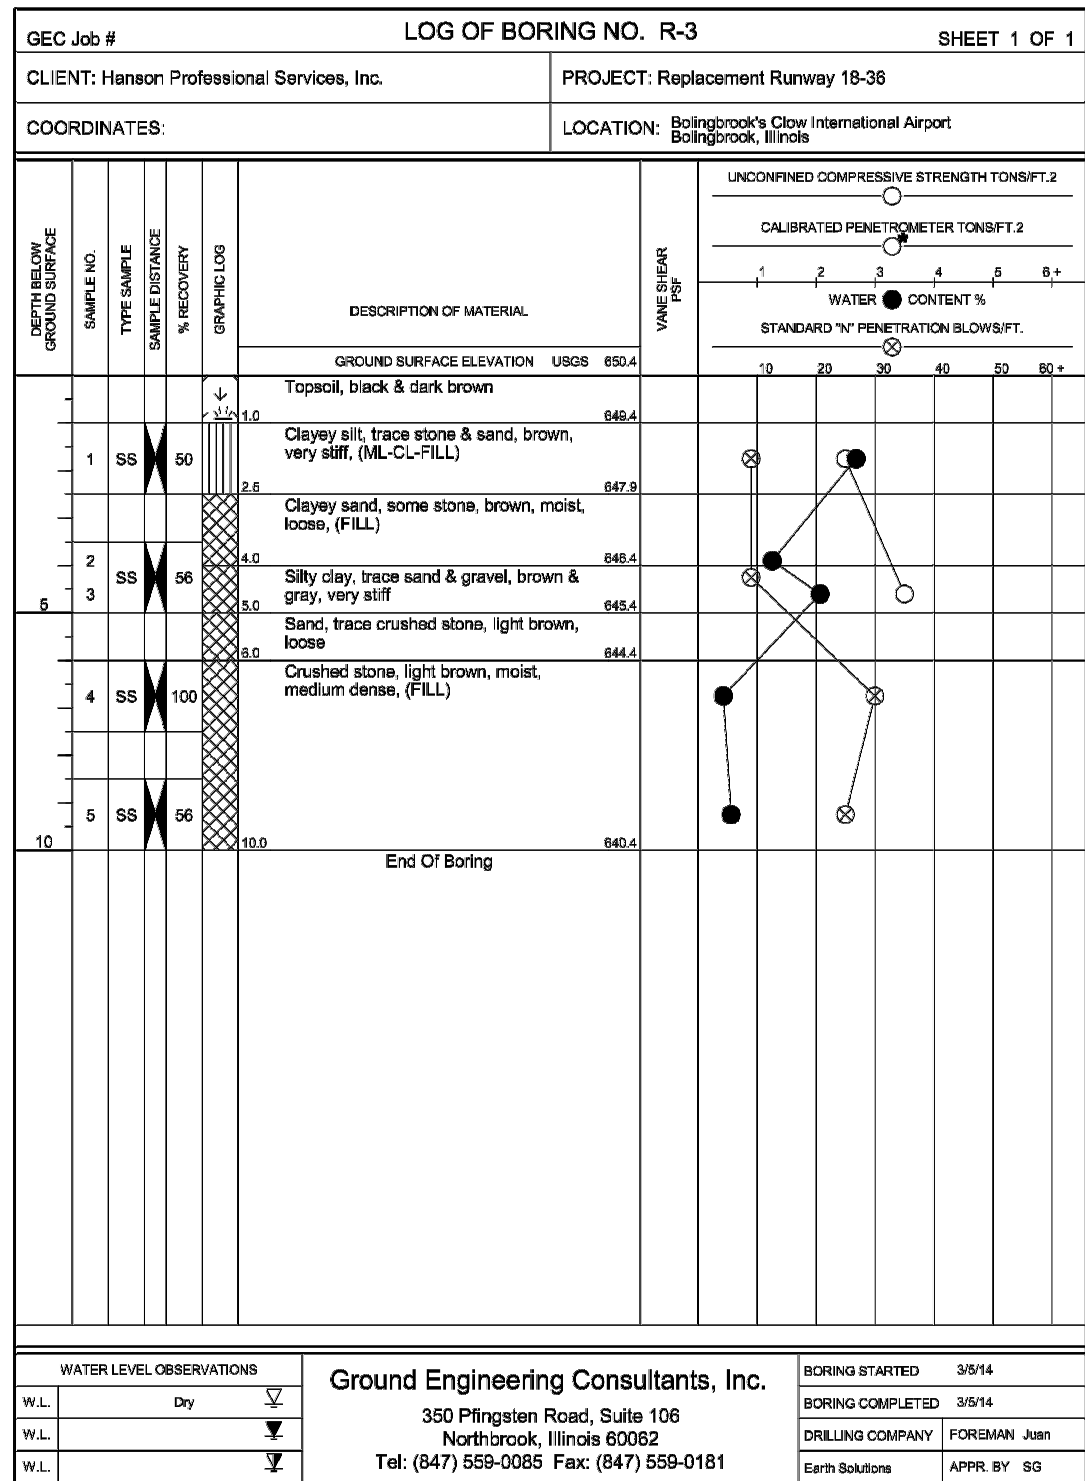 GEC Job #
LOG OF BORING NO. R-3
SHEET 1 OF 1
CLIENT: Hanson Professional Services, Inc.
PROJECT: Replacement Runway 18-36
COORDINATES:
LOCATION: Bolingbrook's Clow International Airport
Bolingbrook, Illinois
DEPTH BELOW
GROUND SURFACE
SAMPLE NO.
TYPE SAMPLE
SAMPLE DISTANCE
% RECOVERY
GRAPHIC LOG
DESCRIPTION OF MATERIAL
GROUND SURFACE ELEVATION USGS 650.4
VANE SHEAR
PSF
UNCONFINED COMPRESSIVE STRENGTH TONS/FT.2
CALIBRATED PENETROMETER TONS/FT.2
*
1 2 3 4 5 6+
WATER CONTENT %
STANDARD "N" PENETRATION BLOWS/FT.
10 20 30 40 50 60 +
Topsoil, black & dark brown
1.0 649.4
Clayey silt, trace stone & sand, brown,
1 SS 50 very stiff, (ML-CL-FILL)
2.5 647.9
Clayey sand, some stone, brown, moist,
loose, (FILL)
2 4.0 646.4
SS 56 Silty clay, trace sand & gravel, brown &
3 gray, very stiff
5 5.0 645.4
Sand, trace crushed stone, light brown,
loose
6.0 644.4
Crushed stone, light brown, moist,
4 SS 100 medium dense, (FILL)
5 SS 56
10 10.0 640.4
End Of Boring
WATER LEVEL OBSERVATIONS
W.L. Dry
W.L.
W.L.
Ground Engineering Consultants, Inc.
350 Pfingsten Road, Suite 106
Northbrook, Illinois 60062
Tel: (847) 559-0085 Fax: (847) 559-0181
BORING STARTED 3/5/14
BORING COMPLETED 3/5/14
DRILLING COMPANY FOREMAN Juan
Earth Solutions APPR. BY SG